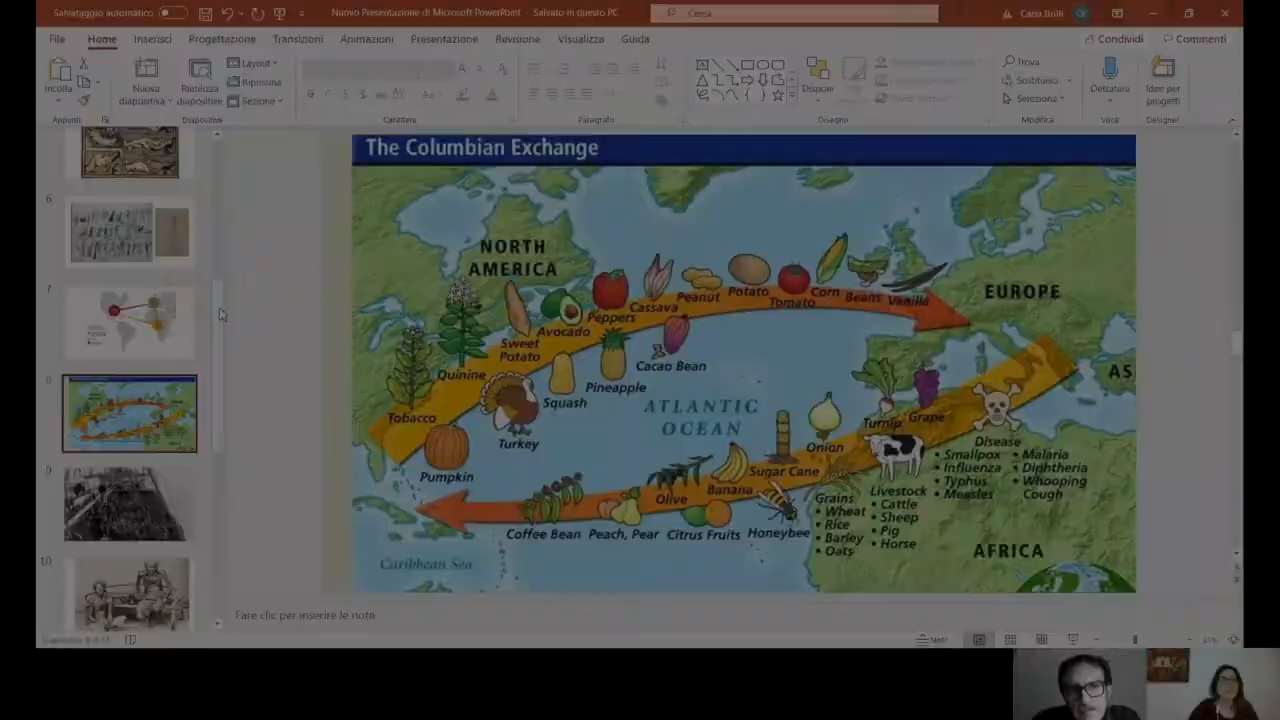 Salvataggio automatico
Nuovo Presentazione di Microsoft PowerPoint - Salvato in questo PC
Cerca
File Home Inserisci Progettazione Transizioni Animazioni Presentazione Revisione Visualizza Guida
Condividi Commenti
Incolla
Nuova diapositiva
Riutilizza diapositive
Layout
Ripristina
Sezione
Disponi
Trova
Sostituisci
Seleziona
Dettatura
Idee per progetti
Appunti Diapositive Carattere Paragrafo Disegno Modifica Voce Designer
6
7
8
9
10
The Columbian Exchange
NORTH AMERICA
EUROPE
AS
AFRICA
ATLANTIC OCEAN
Caribbean Sea
Tobacco
Quinine
Sweet Potato
Avocado
Peppers
Cassava
Peanut
Potato
Tomato
Corn
Beans
Vanilla
Pumpkin
Turkey
Squash
Pineapple
Cacao Bean
Coffee Bean
Peach, Pear
Olive
Citrus Fruits
Banana
Honeybee
Sugar Cane
Onion
Turnip
Grape
Grains
• Wheat
• Rice
• Barley
• Oats
Livestock
• Cattle
• Sheep
• Pig
• Horse
Disease
• Smallpox
• Influenza
• Typhus
• Measles
• Malaria
• Diphtheria
• Whooping Cough
Fare clic per inserire le note